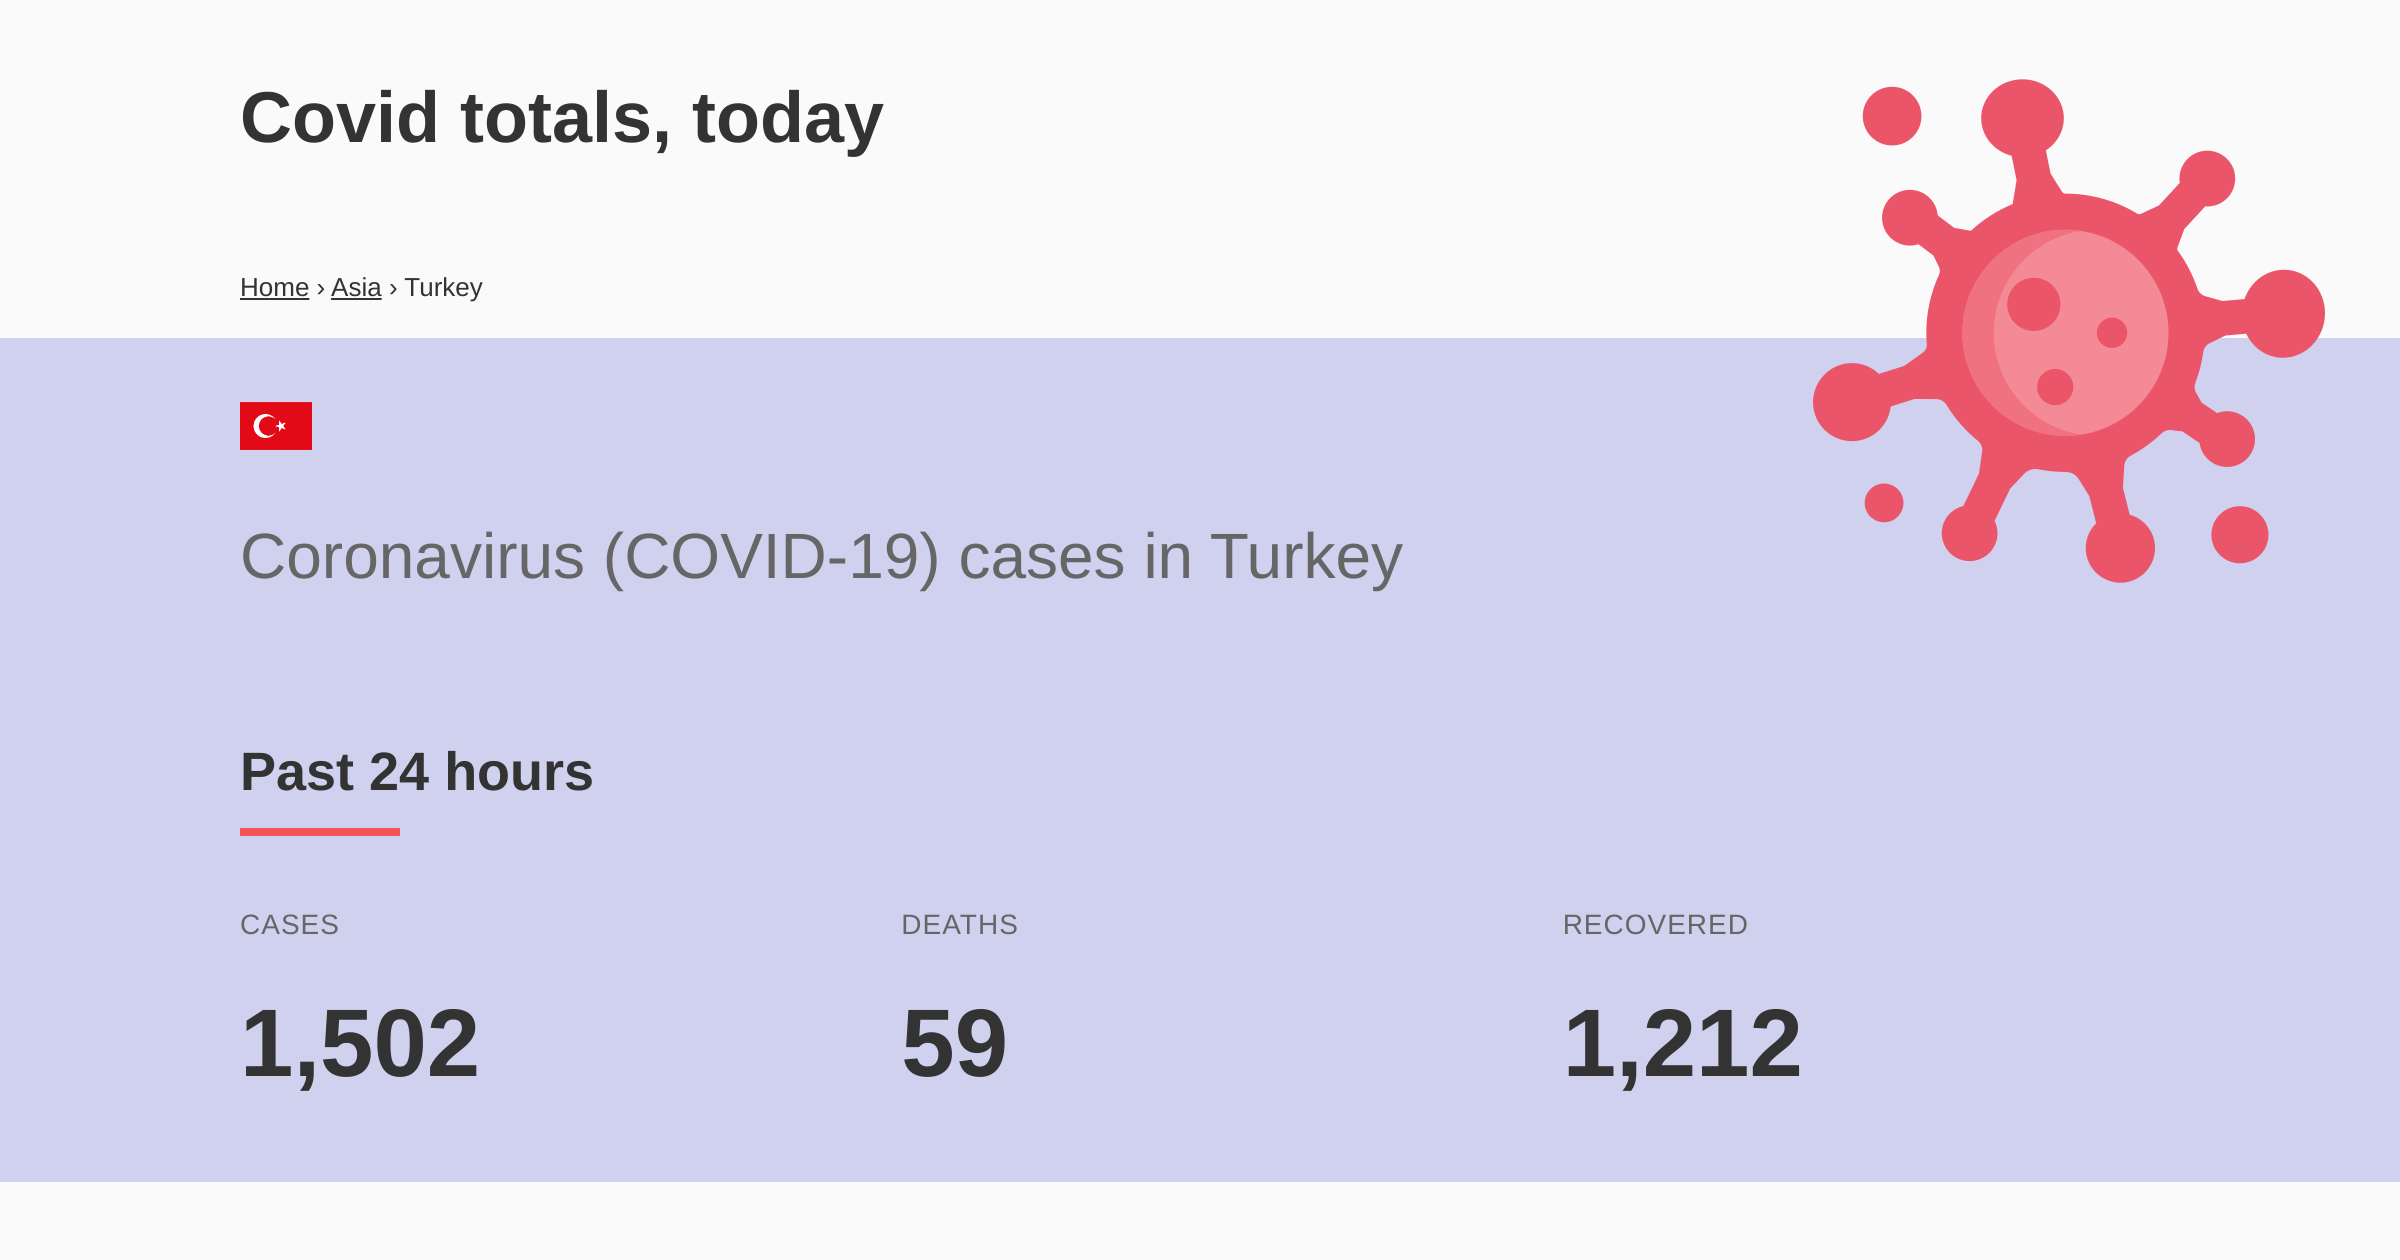 Covid totals, today
Home › Asia › Turkey
Coronavirus (COVID-19) cases in Turkey
Past 24 hours
CASES DEATHS RECOVERED
1,502 59 1,212